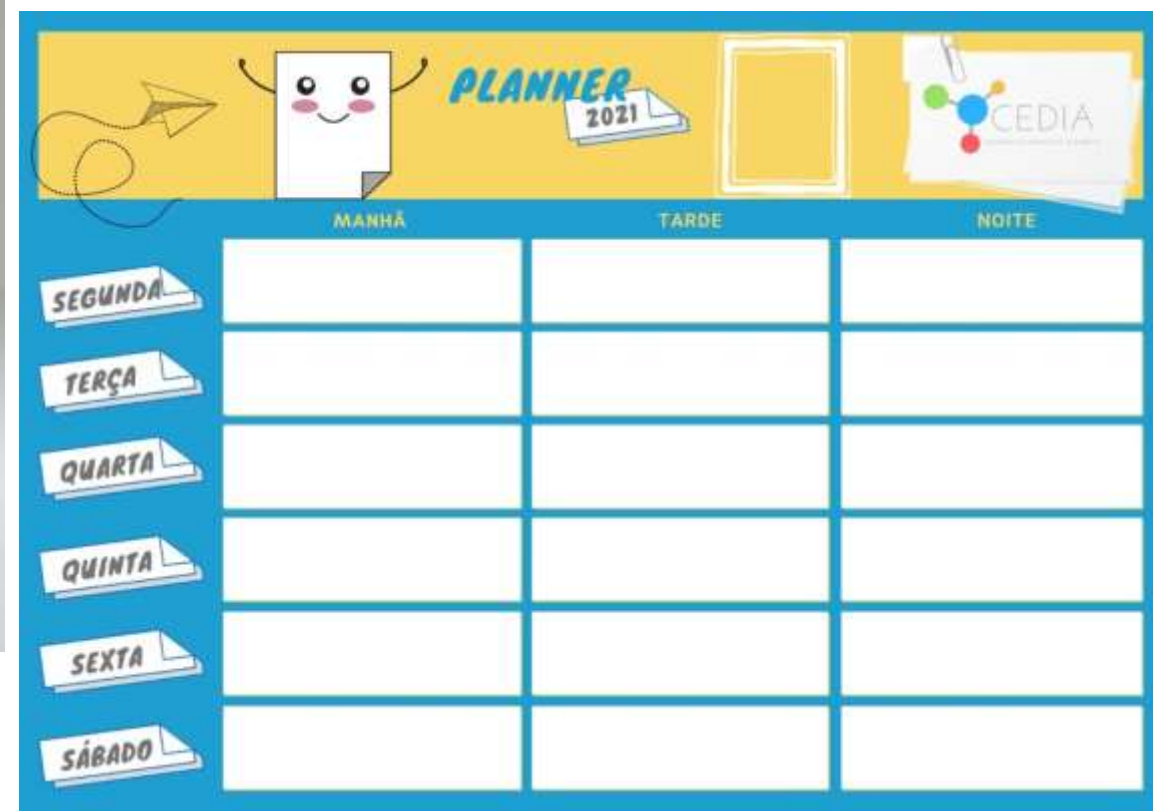 PLANNER
2021
CEDIA
MANHÃ
TARDE
NOITE
SEGUNDA
TERÇA
QUARTA
QUINTA
SEXTA
SÁBADO